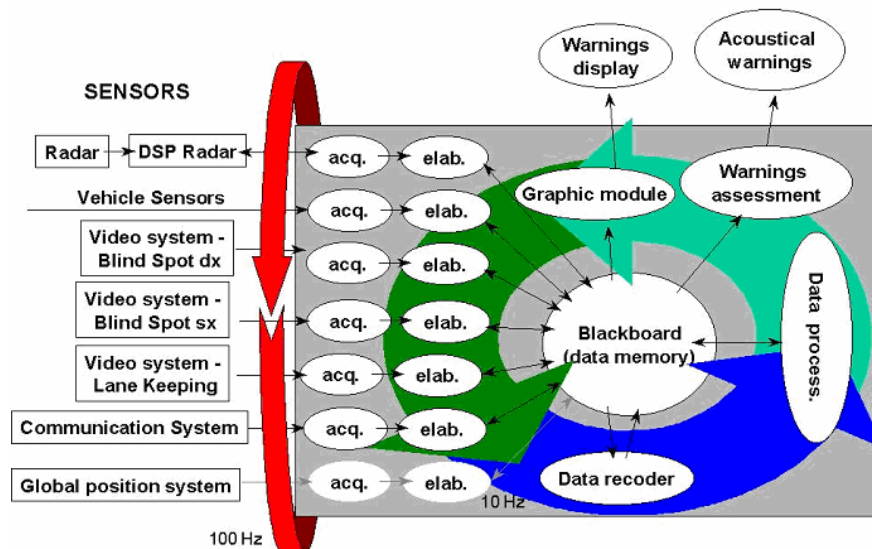 Warnings
display
Acoustical
warnings
SENSORS
Radar
DSP Radar
acq.
elab.
Graphic module
Warnings
assessment
Vehicle Sensors
acq.
elab.
Video system -
Blind Spot dx
acq.
elab.
Video system -
Blind Spot sx
acq.
elab.
Blackboard
(data memory)
Data process.
Video system -
Lane Keeping
acq.
elab.
Communication System
acq.
elab.
Global position system
acq.
elab.
Data recoder
10 Hz
100 Hz